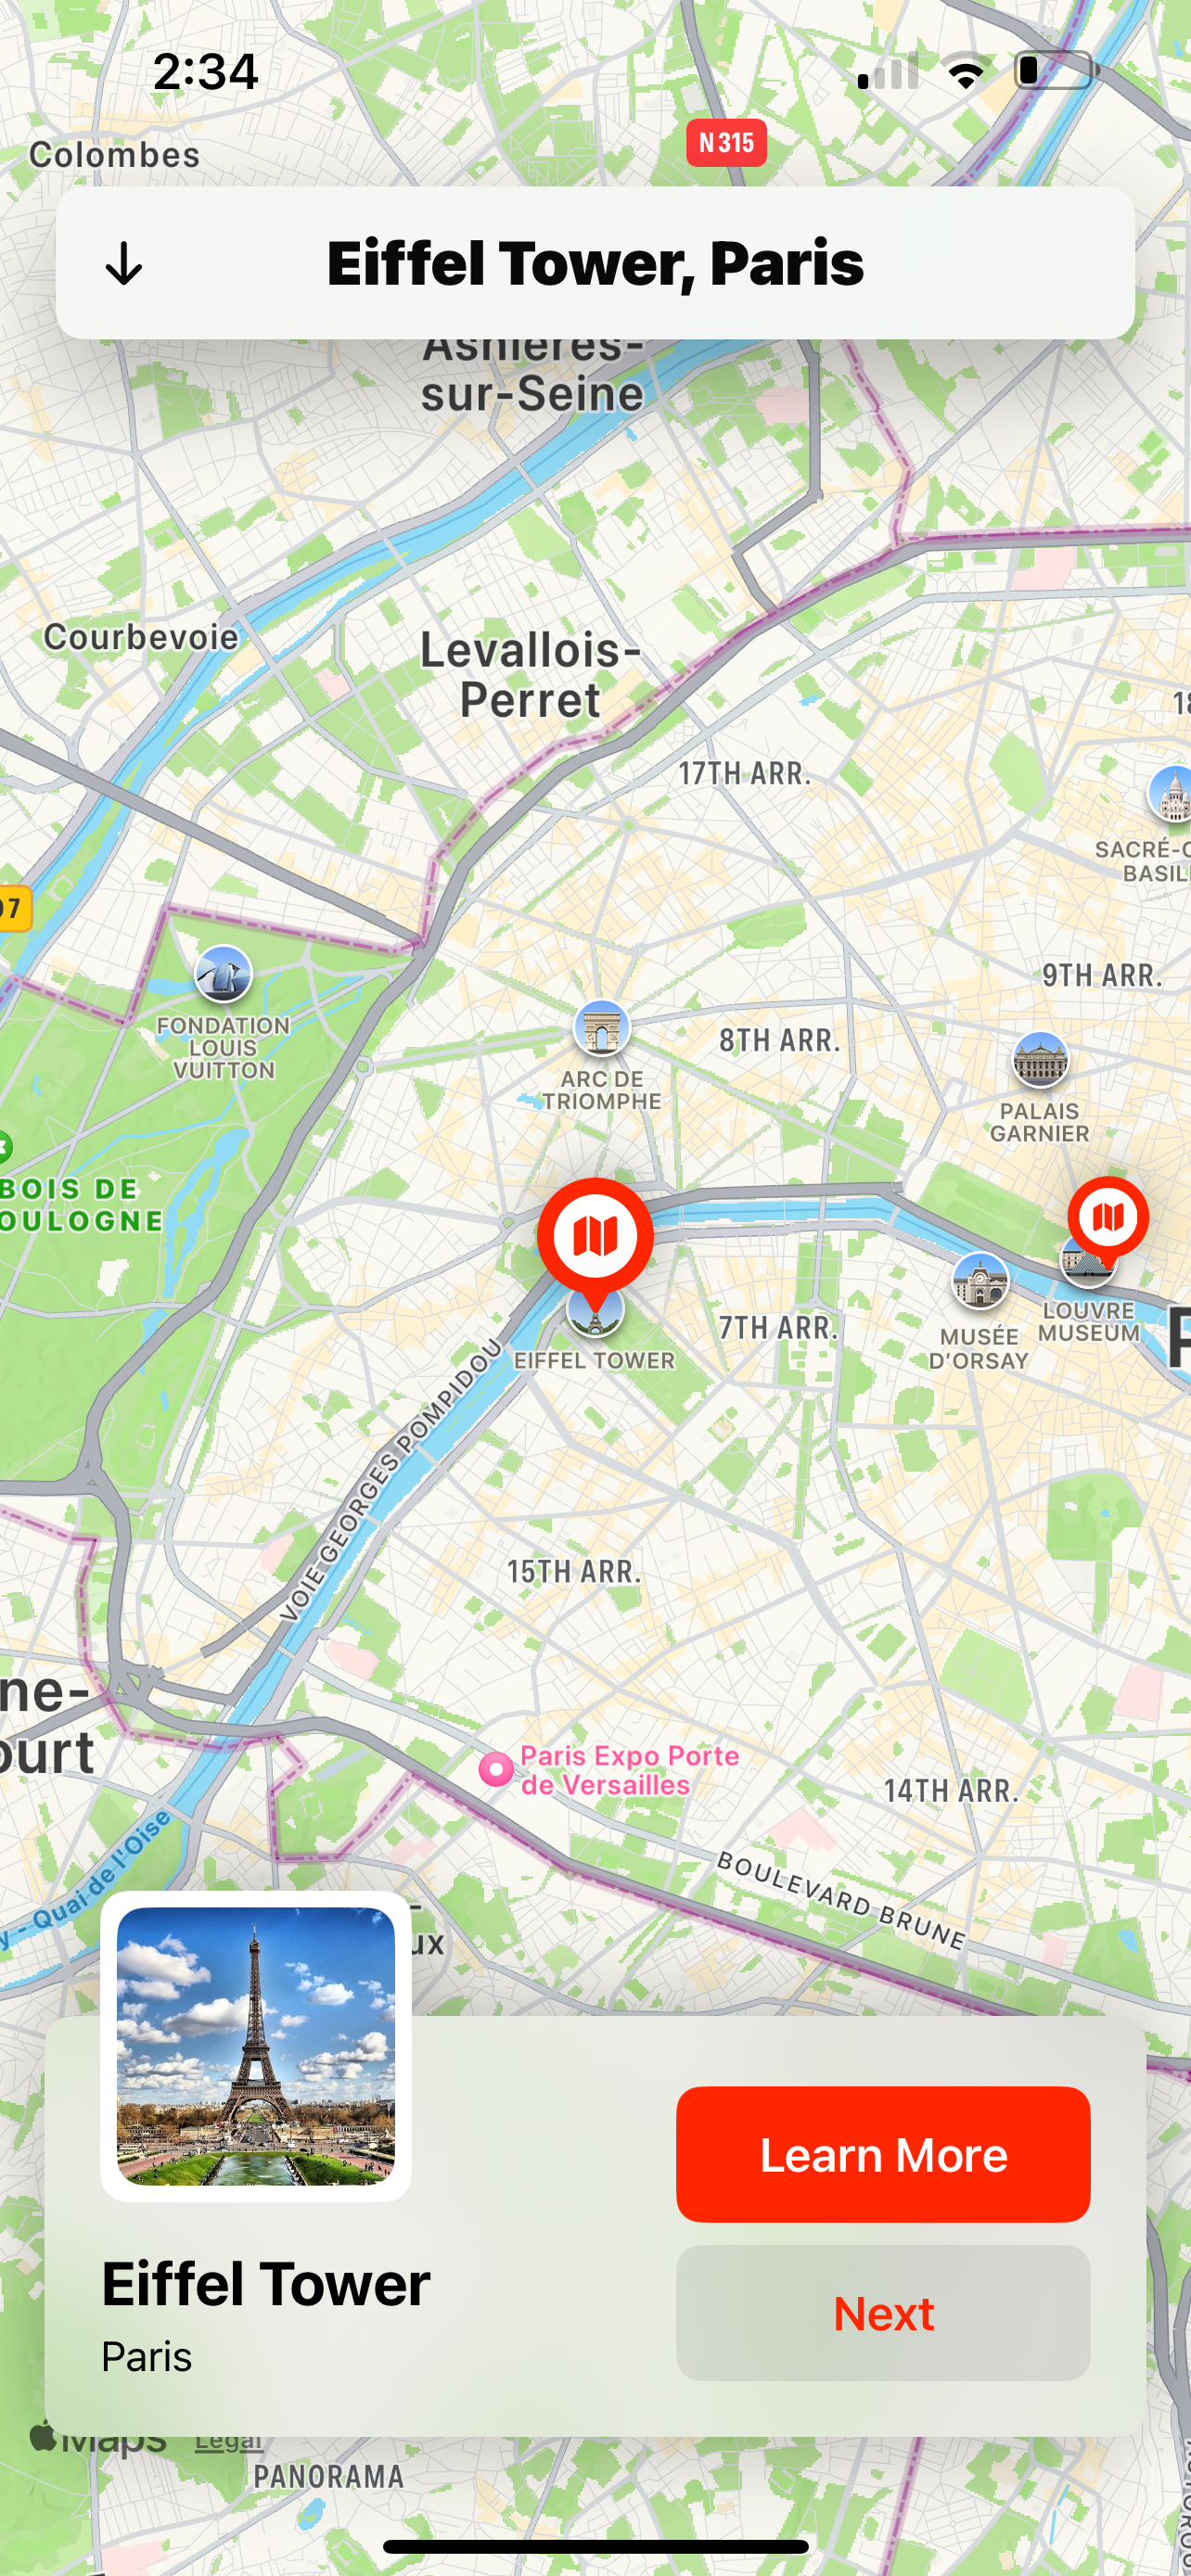 2:34
N 315
Colombes
Eiffel Tower, Paris
Asnières-
sur-Seine
Courbevoie
Levallois-
Perret
17TH ARR.
SACRÉ-C
BASIL
07
9TH ARR.
FONDATION
LOUIS
VUITTON
8TH ARR.
ARC DE
TRIOMPHE
PALAIS
GARNIER
BOIS DE
OULOGNE
7TH ARR.
LOUVRE
MUSEUM
MUSÉE
D'ORSAY
EIFFEL TOWER
VOIE GEORGES POMPIDOU
15TH ARR.
ne-
ourt
Paris Expo Porte
de Versailles
14TH ARR.
y - Quai de l'Oise
BOULEVARD BRUNE
ux
Learn More
Eiffel Tower
Next
Paris
Maps Legal
PANORAMA